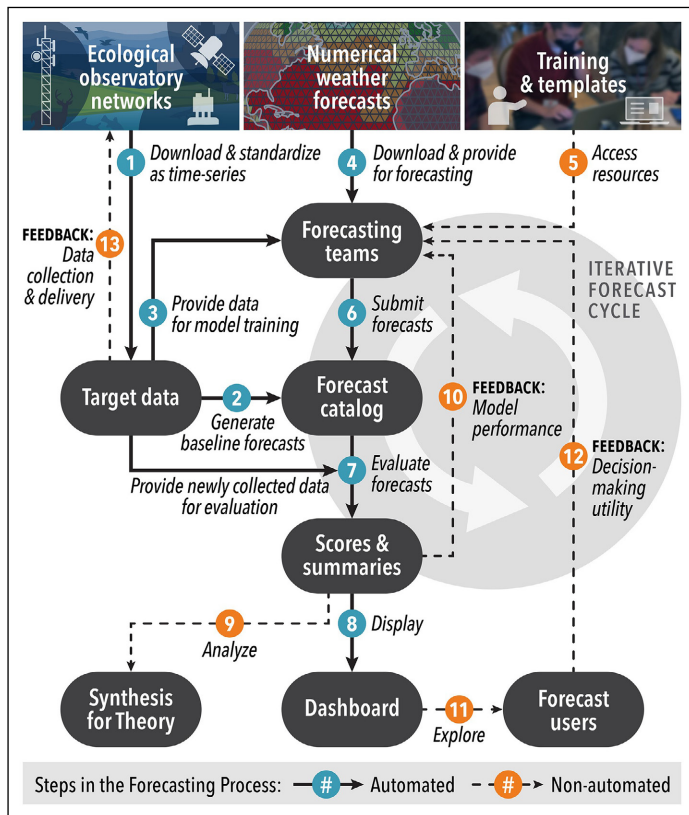 Ecological
observatory
networks
Numerical
weather
forecasts
Training
& templates
1
Download & standardize
as time-series
4
Download & provide
for forecasting
5
Access
resources
FEEDBACK:
13
Data
collection
& delivery
Forecasting
teams
ITERATIVE
FORECAST
CYCLE
3
Provide data
for model training
6
Submit
forecasts
Target data
2
Generate
baseline forecasts
Forecast
catalog
10
FEEDBACK:
Model
performance
12
FEEDBACK:
Decision-
making
utility
Provide newly collected data
for evaluation
7
Evaluate
forecasts
Scores &
summaries
9
Analyze
8
Display
Synthesis
for Theory
Dashboard
11
Explore
Forecast
users
Steps in the Forecasting Process: # Automated # Non-automated